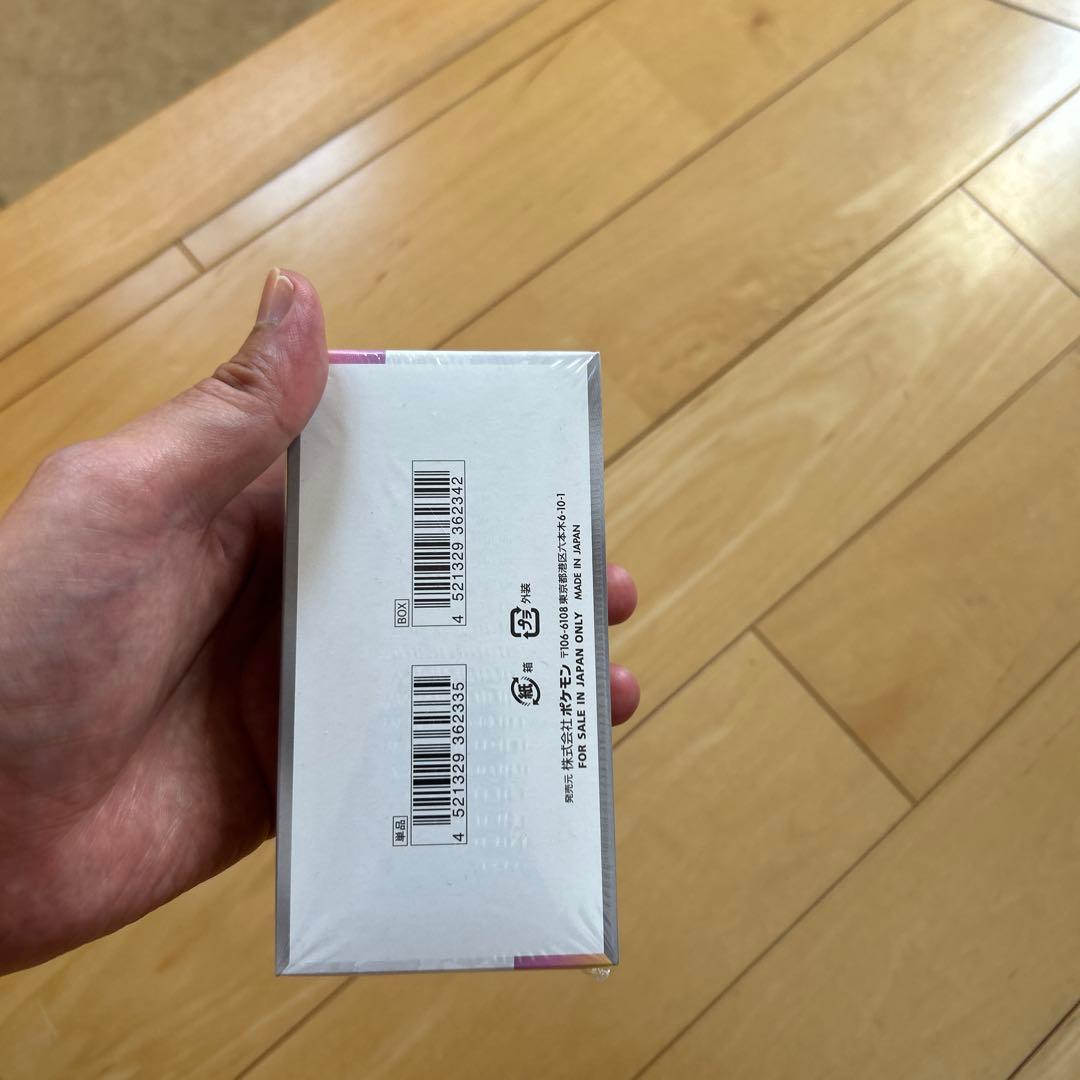 単品
4 521329 362335
BOX
4 521329 362342
紙 箱
プラ 外装
発売元 株式会社ポケモン 〒106-6108 東京都港区六本木6-10-1
FOR SALE IN JAPAN ONLY MADE IN JAPAN